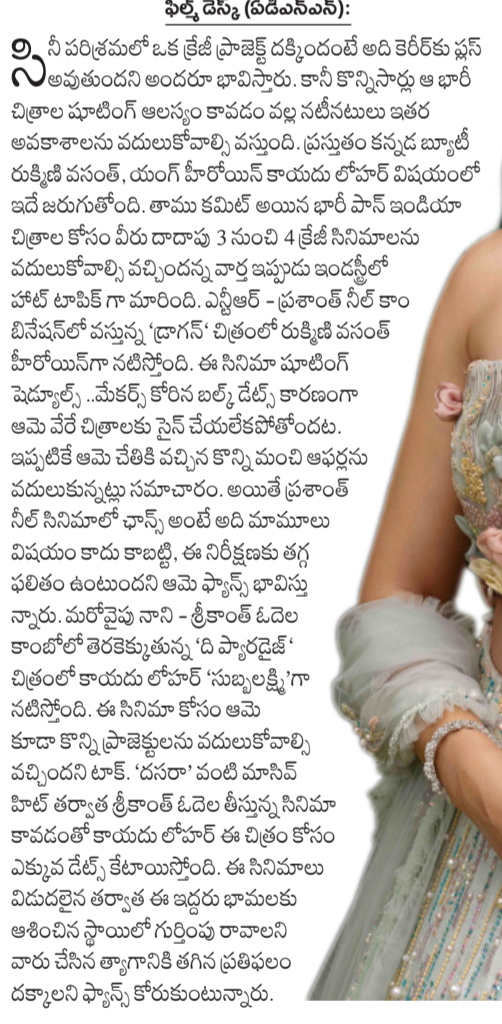 ఫిల్మ్ డెస్క్ (ఏడిఎన్ఎన్):
సినీ పరిశ్రమలో ఒక క్రేజీ ప్రాజెక్ట్ దక్కిందంటే అది కెరీర్‌కు ప్లస్
అవుతుందని అందరూ భావిస్తారు. కానీ కొన్నిసార్లు ఆ భారీ
చిత్రాల షూటింగ్ ఆలస్యం కావడం వల్ల నటీనటులు ఇతర
అవకాశాలను వదులుకోవాల్సి వస్తుంది. ప్రస్తుతం కన్నడ బ్యూటీ
రుక్మిణి వసంత్, యంగ్ హీరోయిన్ కాయదు లోహర్ విషయంలో
ఇదే జరుగుతోంది. తాము కమిట్ అయిన భారీ పాన్ ఇండియా
చిత్రాల కోసం వీరు దాదాపు 3 నుంచి 4 క్రేజీ సినిమాలను
వదులుకోవాల్సి వచ్చిందన్న వార్త ఇప్పుడు ఇండస్ట్రీలో
హాట్ టాపిక్ గా మారింది. ఎన్టీఆర్ - ప్రశాంత్ నీల్ కాం
బినేషన్‌లో వస్తున్న ‘డ్రాగన్‘ చిత్రంలో రుక్మిణి వసంత్
హీరోయిన్‌గా నటిస్తోంది. ఈ సినిమా షూటింగ్
షెడ్యూల్స్ ..మేకర్స్ కోరిన బల్క్ డేట్స్ కారణంగా
ఆమె వేరే చిత్రాలకు సైన్ చేయలేకపోతోందట.
ఇప్పటికే ఆమె చేతికి వచ్చిన కొన్ని మంచి ఆఫర్లను
వదులుకున్నట్లు సమాచారం. అయితే ప్రశాంత్
నీల్ సినిమాలో ఛాన్స్ అంటే అది మామూలు
విషయం కాదు కాబట్టి, ఈ నిరీక్షణకు తగ్గ
ఫలితం ఉంటుందని ఆమె ఫ్యాన్స్ భావిస్తు
న్నారు. మరోవైపు నాని - శ్రీకాంత్ ఓదెల
కాంబోలో తెరకెక్కుతున్న ‘ది ప్యారడైజ్‘
చిత్రంలో కాయదు లోహర్ ‘సుబ్బలక్ష్మి’గా
నటిస్తోంది. ఈ సినిమా కోసం ఆమె
కూడా కొన్ని ప్రాజెక్టులను వదులుకోవాల్సి
వచ్చిందని టాక్. ‘దసరా’ వంటి మాసివ్
హిట్ తర్వాత శ్రీకాంత్ ఓదెల తీస్తున్న సినిమా
కావడంతో కాయదు లోహర్ ఈ చిత్రం కోసం
ఎక్కువ డేట్స్ కేటాయిస్తోంది. ఈ సినిమాలు
విడుదలైన తర్వాత ఈ ఇద్దరు భామలకు
ఆశించిన స్థాయిలో గుర్తింపు రావాలని
వారు చేసిన త్యాగానికి తగిన ప్రతిఫలం
దక్కాలని ఫ్యాన్స్ కోరుకుంటున్నారు.